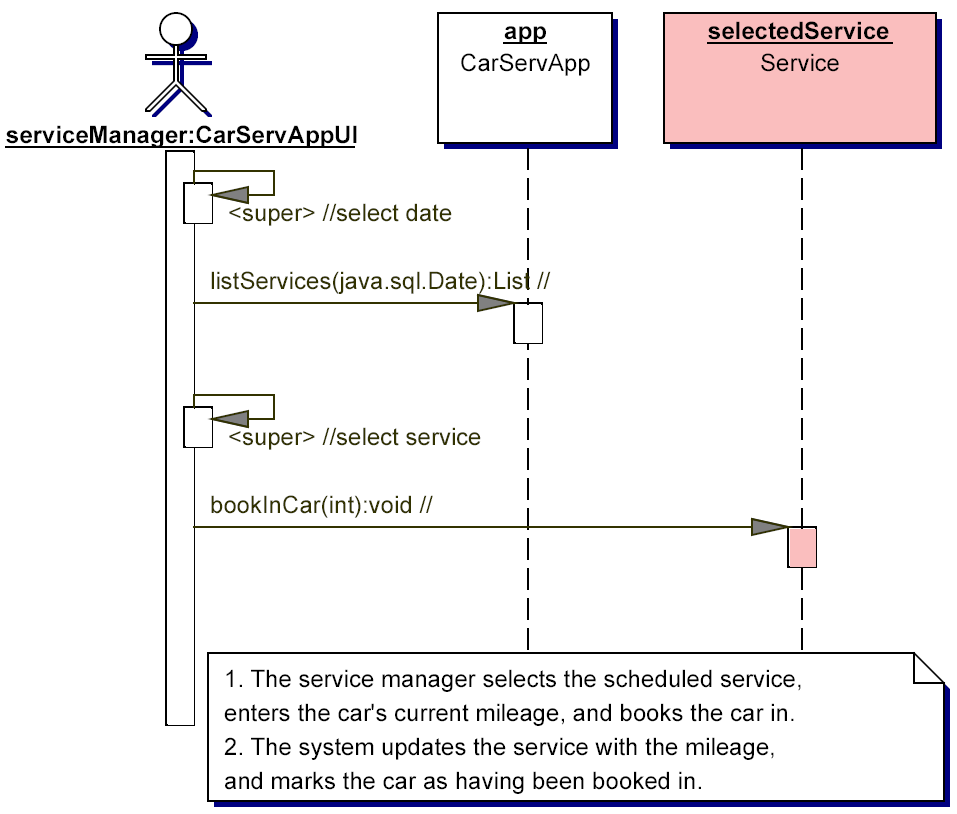 app
CarServApp
selectedService
Service
serviceManager:CarServAppUI
<super> //select date
listServices(java.sql.Date):List //
<super> //select service
bookInCar(int):void //
1. The service manager selects the scheduled service,
enters the car's current mileage, and books the car in.
2. The system updates the service with the mileage,
and marks the car as having been booked in.